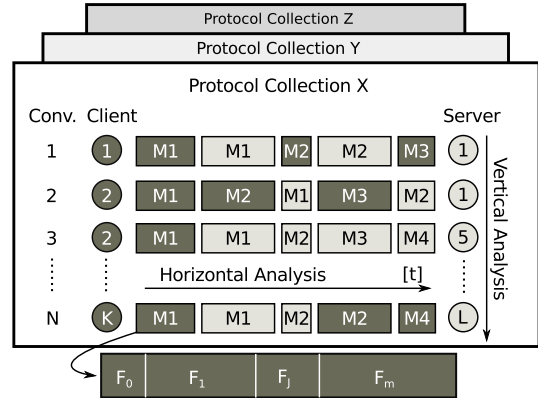 Protocol Collection Z
Protocol Collection Y
Protocol Collection X
Conv. Client Server
1 1 M1 M1 M2 M2 M3 1
2 2 M1 M2 M1 M3 M2 1
3 2 M1 M1 M2 M3 M4 5
Horizontal Analysis [t]
N K M1 M1 M2 M2 M4 L
Vertical Analysis
F0 F1 FJ Fm